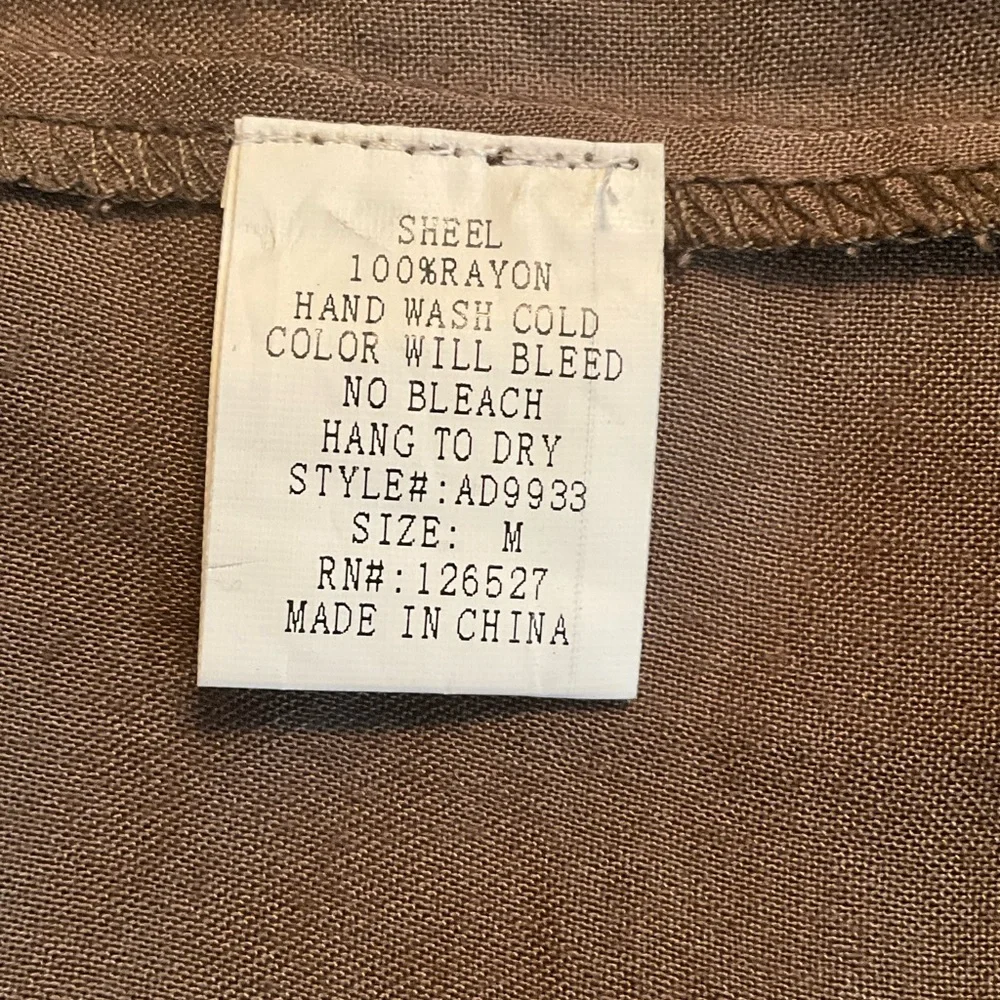 SHEEL
100%RAYON
HAND WASH COLD
COLOR WILL BLEED
NO BLEACH
HANG TO DRY
STYLE#:AD9933
SIZE: M
RN#:126527
MADE IN CHINA